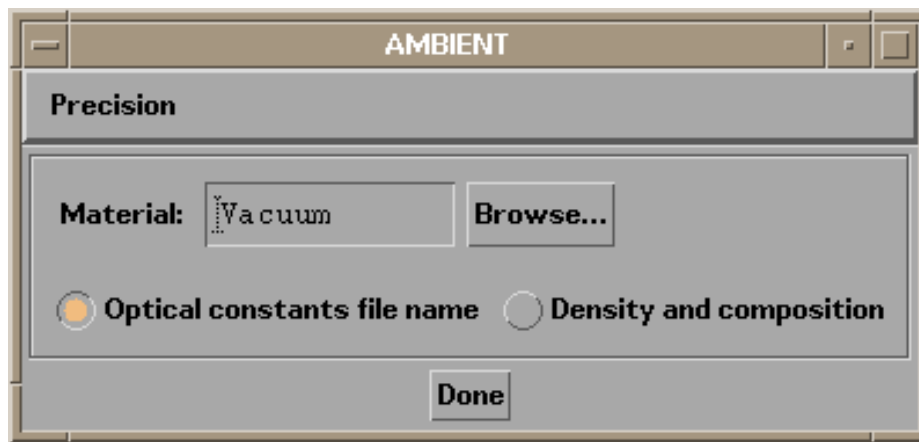 AMBIENT
Precision
Material: Vacuum Browse...
Optical constants file name Density and composition
Done